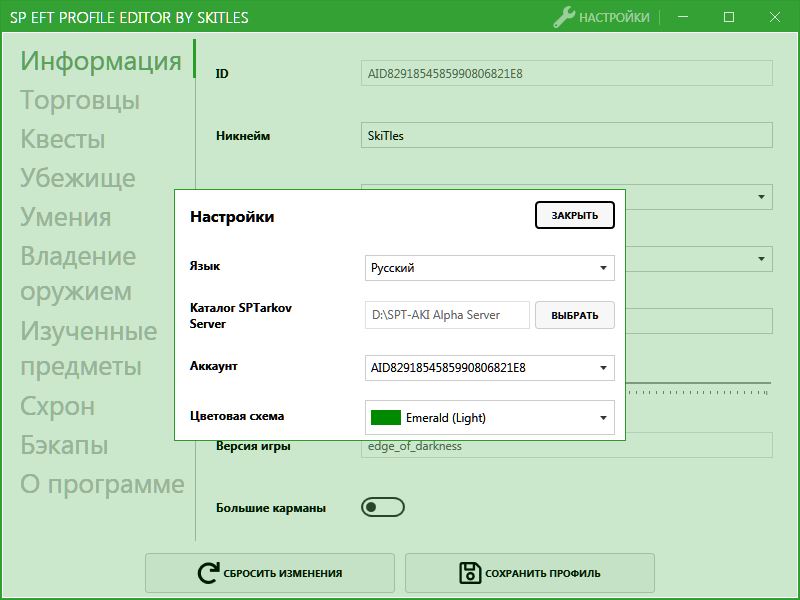 SP EFT PROFILE EDITOR BY SKITLES
НАСТРОЙКИ
Информация
Торговцы
Квесты
Убежище
Умения
Владение
оружием
Изученные
предметы
Схрон
Бэкапы
О программе
ID
AID8291854585990806821E8
Никнейм
SkiTles
Настройки
ЗАКРЫТЬ
Язык
Русский
Каталог SPTarkov
Server
D:\SPT-AKI Alpha Server
ВЫБРАТЬ
Аккаунт
AID8291854585990806821E8
Цветовая схема
Emerald (Light)
Версия игры
edge_of_darkness
Большие карманы
СБРОСИТЬ ИЗМЕНЕНИЯ
СОХРАНИТЬ ПРОФИЛЬ